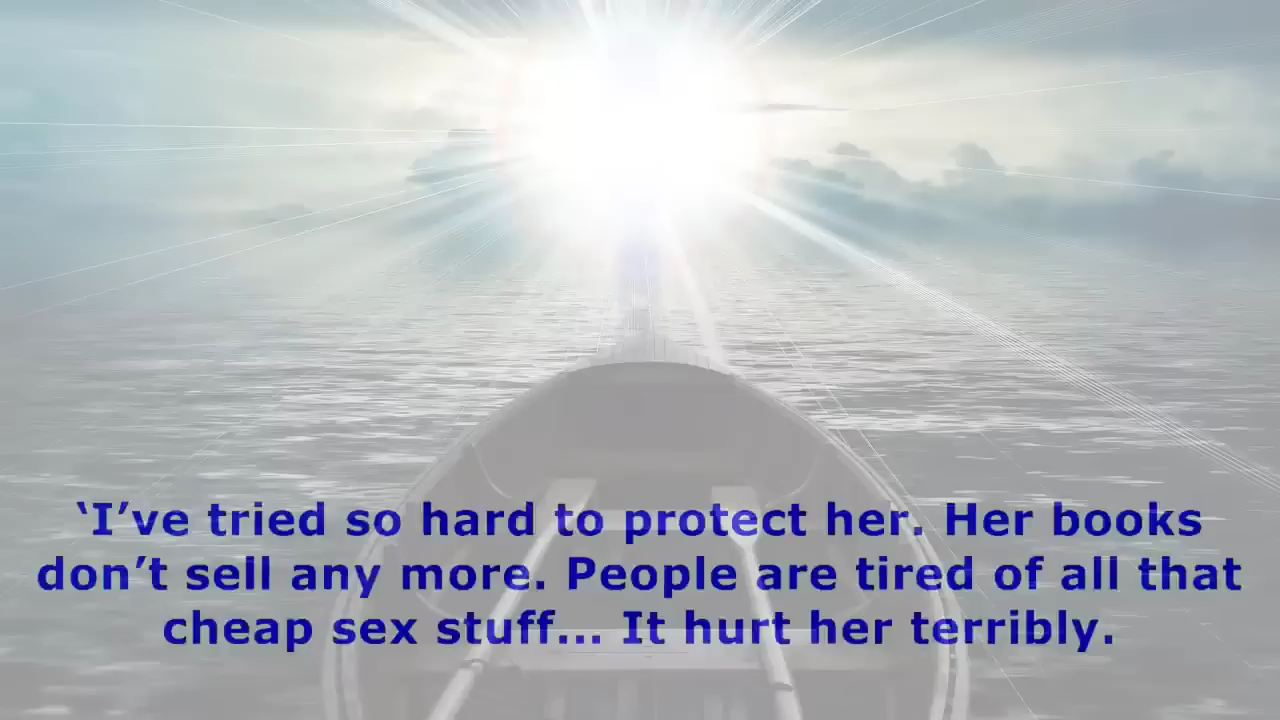 ‘I’ve tried so hard to protect her. Her books
don’t sell any more. People are tired of all that
cheap sex stuff... It hurt her terribly.